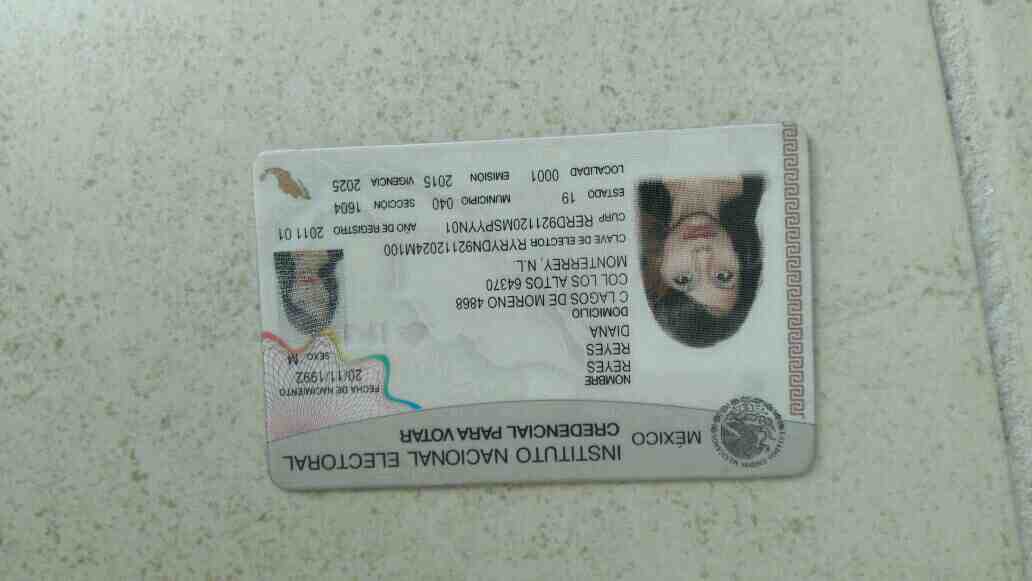 MÉXICO INSTITUTO NACIONAL ELECTORAL
CREDENCIAL PARA VOTAR
NOMBRE
REYES
REYES
DIANA
FECHA DE NACIMIENTO
20/11/1992
SEXO M
DOMICILIO
C LAGOS DE MORENO 4868
COL LOS ALTOS 64370
MONTERREY, N.L.
CLAVE DE ELECTOR RYRYDN92112024M100
CURP RERD921120MSPYYN01 AÑO DE REGISTRO 2011 01
ESTADO 19 MUNICIPIO 040 SECCIÓN 1604
LOCALIDAD 0001 EMISIÓN 2015 VIGENCIA 2025